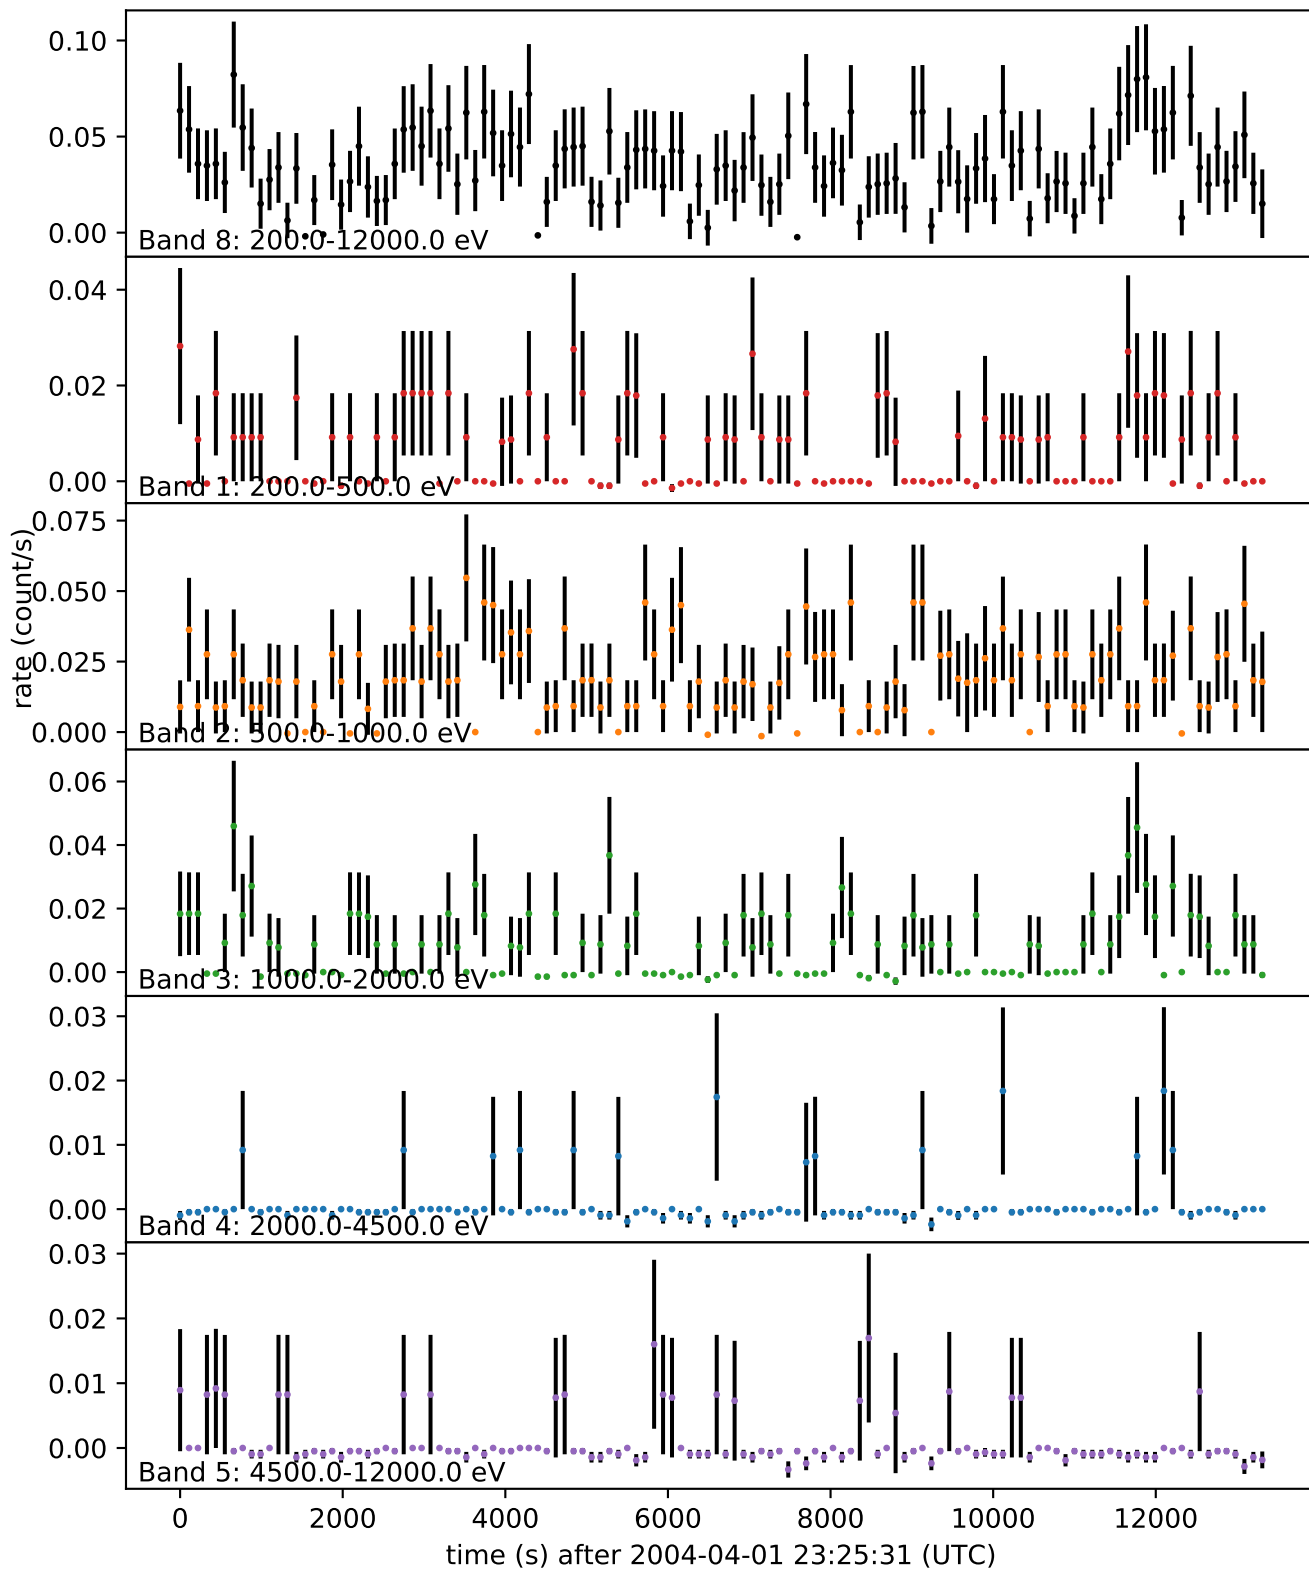 0.10
0.05
0.00
Band 8: 200.0-12000.0 eV
0.04
0.02
0.00
Band 1: 200.0-500.0 eV
rate (count/s)
0.075
0.050
0.025
0.000
Band 2: 500.0-1000.0 eV
0.06
0.04
0.02
0.00
Band 3: 1000.0-2000.0 eV
0.03
0.02
0.01
0.00
Band 4: 2000.0-4500.0 eV
0.03
0.02
0.01
0.00
Band 5: 4500.0-12000.0 eV
0 2000 4000 6000 8000 10000 12000
time (s) after 2004-04-01 23:25:31 (UTC)